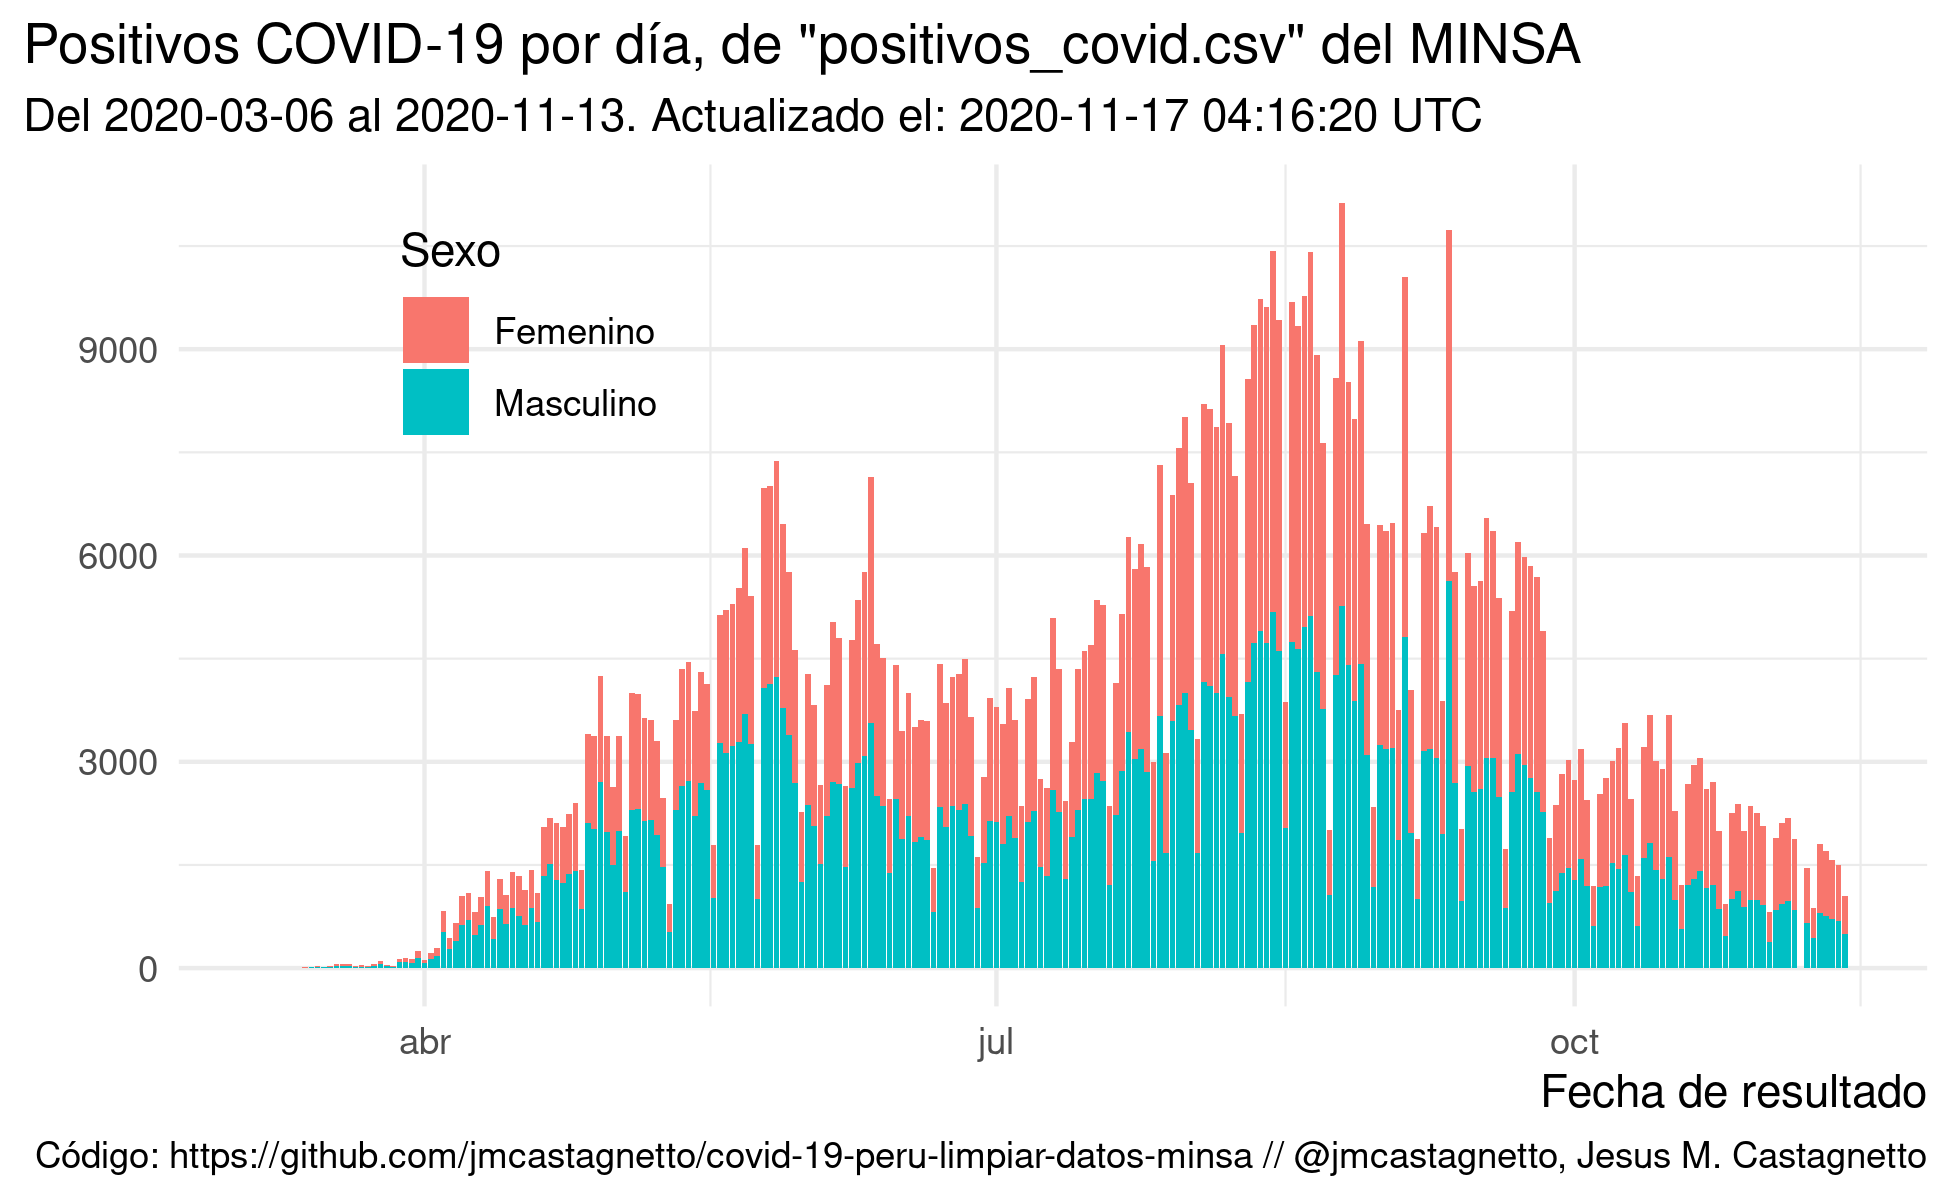 Positivos COVID-19 por día, de "positivos_covid.csv" del MINSA
Del 2020-03-06 al 2020-11-13. Actualizado el: 2020-11-17 04:16:20 UTC
Sexo
Femenino
Masculino
9000
6000
3000
0
abr jul oct
Fecha de resultado
Código: https://github.com/jmcastagnetto/covid-19-peru-limpiar-datos-minsa // @jmcastagnetto, Jesus M. Castagnetto